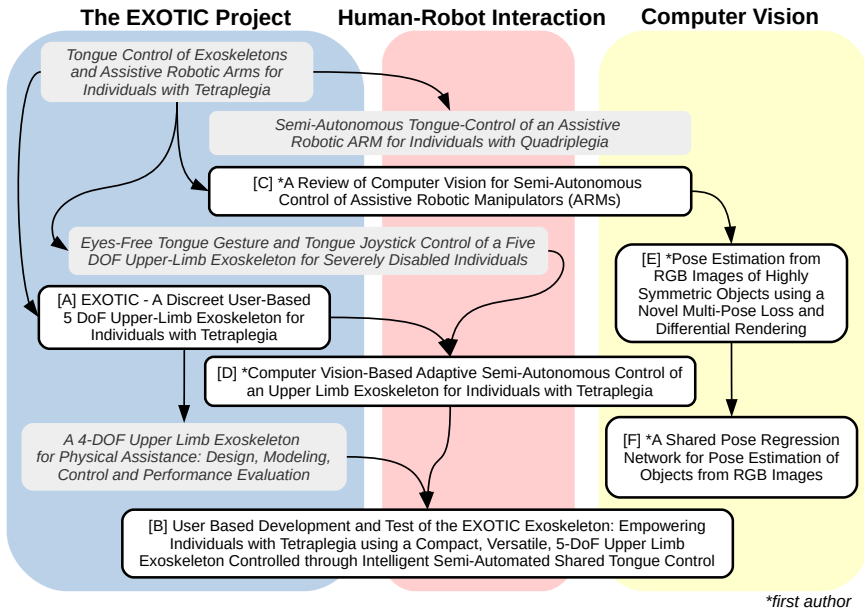 The EXOTIC Project
Human-Robot Interaction
Computer Vision
Tongue Control of Exoskeletons
and Assistive Robotic Arms for
Individuals with Tetraplegia
Semi-Autonomous Tongue-Control of an Assistive
Robotic ARM for Individuals with Quadriplegia
[C] *A Review of Computer Vision for Semi-Autonomous
Control of Assistive Robotic Manipulators (ARMs)
Eyes-Free Tongue Gesture and Tongue Joystick Control of a Five
DOF Upper-Limb Exoskeleton for Severely Disabled Individuals
[E] *Pose Estimation from
RGB Images of Highly
Symmetric Objects using a
Novel Multi-Pose Loss and
Differential Rendering
[A] EXOTIC - A Discreet User-Based
5 DoF Upper-Limb Exoskeleton for
Individuals with Tetraplegia
[D] *Computer Vision-Based Adaptive Semi-Autonomous Control of
an Upper Limb Exoskeleton for Individuals with Tetraplegia
A 4-DOF Upper Limb Exoskeleton
for Physical Assistance: Design, Modeling,
Control and Performance Evaluation
[F] *A Shared Pose Regression
Network for Pose Estimation of
Objects from RGB Images
[B] User Based Development and Test of the EXOTIC Exoskeleton: Empowering
Individuals with Tetraplegia using a Compact, Versatile, 5-DoF Upper Limb
Exoskeleton Controlled through Intelligent Semi-Automated Shared Tongue Control
*first author